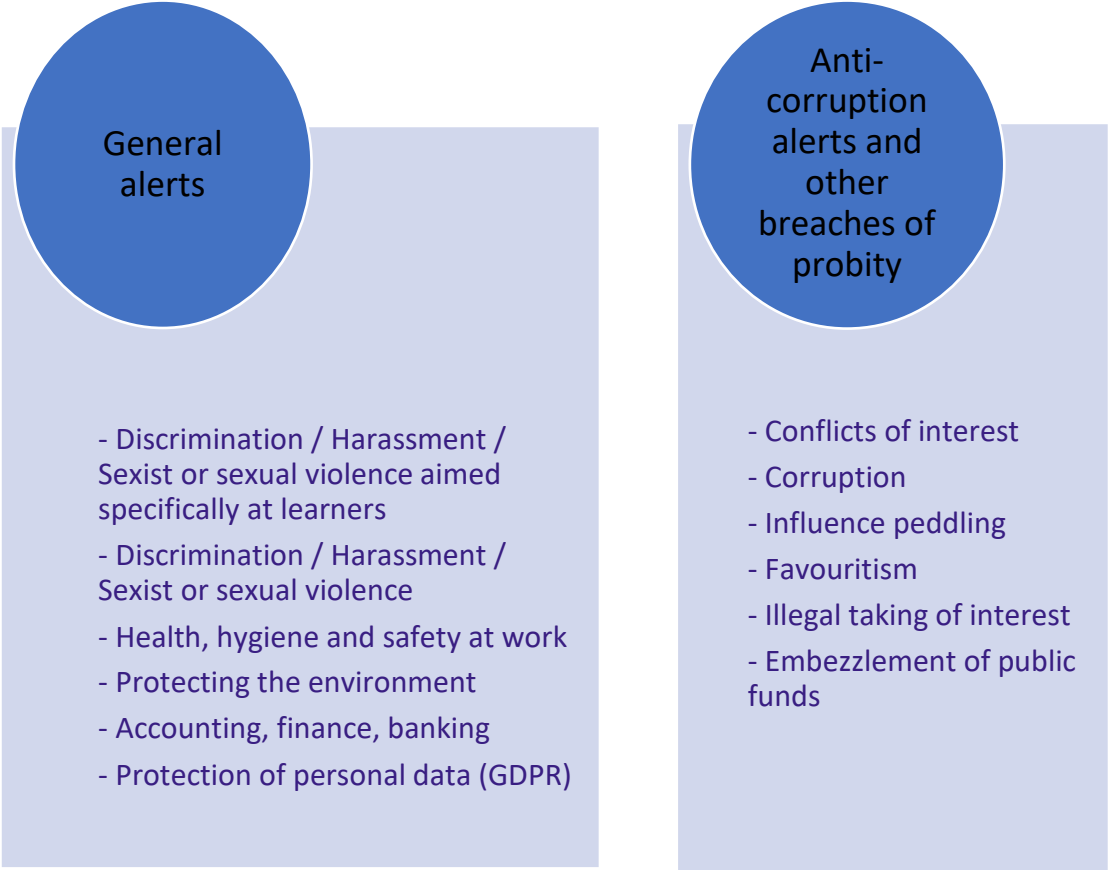 General
alerts
- Discrimination / Harassment /
Sexist or sexual violence aimed
specifically at learners
- Discrimination / Harassment /
Sexist or sexual violence
- Health, hygiene and safety at work
- Protecting the environment
- Accounting, finance, banking
- Protection of personal data (GDPR)
Anti-
corruption
alerts and
other
breaches of
probity
- Conflicts of interest
- Corruption
- Influence peddling
- Favouritism
- Illegal taking of interest
- Embezzlement of public
funds